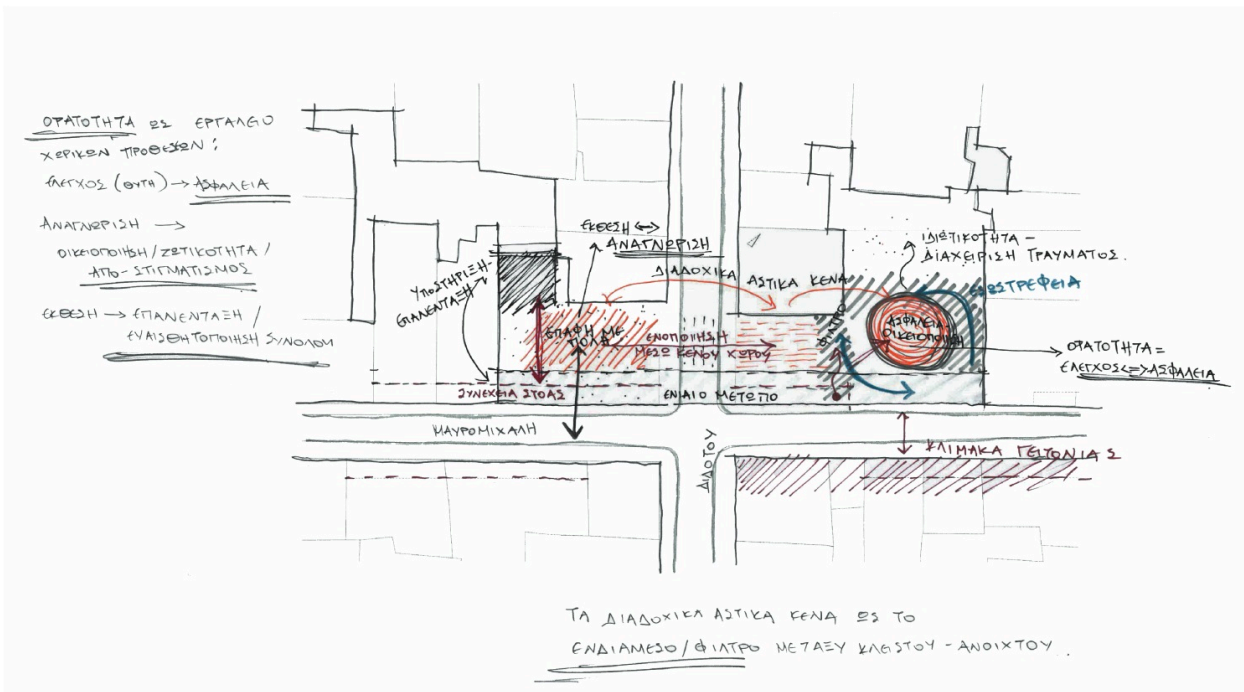 ΟΡΑΤΟΤΗΤΑ ΩΣ ΕΡΓΑΛΕΙΟ
ΧΩΡΙΚΩΝ ΠΡΟΘΕΣΕΩΝ:
ΕΛΕΓΧΟΣ (ΘΥΤΗ) → ΑΣΦΑΛΕΙΑ
ΑΝΑΓΝΩΡΙΣΗ →
ΟΙΚΕΙΟΠΟΙΗΣΗ / ΖΩΤΙΚΟΤΗΤΑ /
ΑΠΟ-ΣΤΙΓΜΑΤΙΣΜΟΣ
ΕΚΘΕΣΗ → ΕΠΑΝΕΝΤΑΞΗ /
ΕΥΑΙΣΘΗΤΟΠΟΙΗΣΗ ΣΥΝΟΛΟΥ
ΕΚΘΕΣΗ ↔
ΑΝΑΓΝΩΡΙΣΗ
ΥΠΟΣΤΗΡΙΞΗ-
ΕΠΑΝΕΝΤΑΞΗ
ΔΙΑΔΟΧΙΚΑ ΑΣΤΙΚΑ ΚΕΝΑ
ΙΔΙΩΤΙΚΟΤΗΤΑ -
ΔΙΑΧΕΙΡΙΣΗ ΤΡΑΥΜΑΤΟΣ.
ΕΣΩΣΤΡΕΦΕΙΑ
ΕΠΑΦΗ ΜΕ
ΠΟΛΗ
ΕΝΟΠΟΙΗΣΗ
ΜΕΣΩ ΚΕΝΟΥ ΧΩΡΟΥ
ΦΙΛΤΡΟ
ΑΣΦΑΛΕΙΑ
ΟΙΚΕΙΟΠΟΙΗΣΗ
ΟΡΑΤΟΤΗΤΑ =
ΕΛΕΓΧΟΣ <=> ΑΣΦΑΛΕΙΑ
ΣΥΝΕΧΕΙΑ ΣΤΟΑΣ
ΕΝΙΑΙΟ ΜΕΤΩΠΟ
ΜΑΥΡΟΜΙΧΑΛΗ
ΔΙΔΟΤΟΥ
ΚΛΙΜΑΚΑ ΓΕΙΤΟΝΙΑΣ
ΤΑ ΔΙΑΔΟΧΙΚΑ ΑΣΤΙΚΑ ΚΕΝΑ ΩΣ ΤΟ
ΕΝΔΙΑΜΕΣΟ / ΦΙΛΤΡΟ ΜΕΤΑΞΥ ΚΛΕΙΣΤΟΥ - ΑΝΟΙΧΤΟΥ.